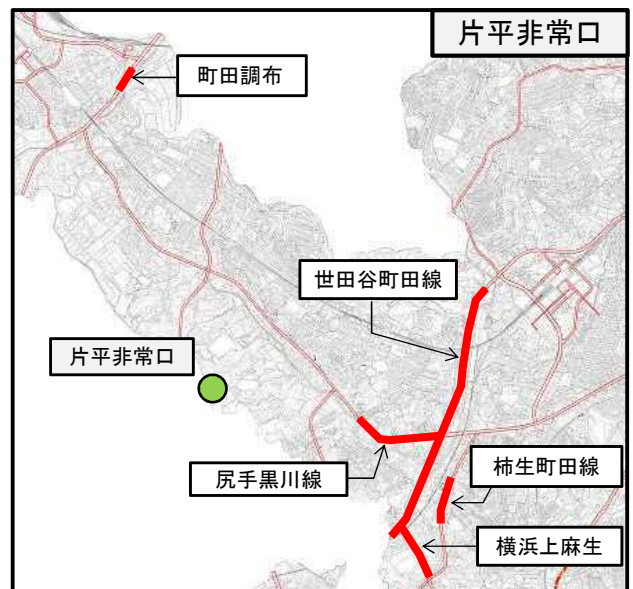 片平非常口
町田調布
世田谷町田線
片平非常口
尻手黒川線
柿生町田線
横浜上麻生